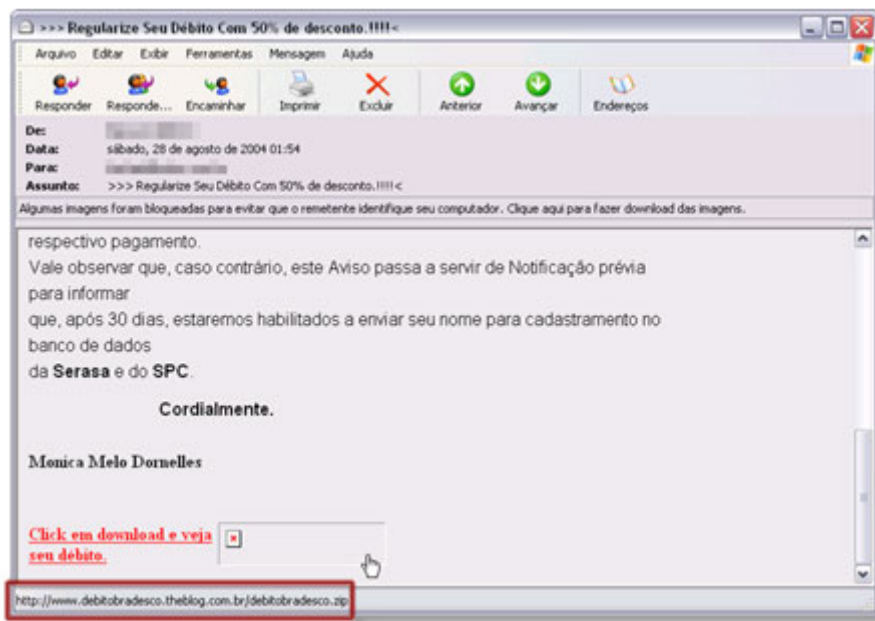 >>> Regularize Seu Débito Com 50% de desconto.!!!!<
Arquivo Editar Exibir Ferramentas Mensagem Ajuda
Responder Responde... Encaminhar Imprimir Excluir Anterior Avançar Endereços
De:
Data: sábado, 28 de agosto de 2004 01:54
Para:
Assunto: >>> Regularize Seu Débito Com 50% de desconto.!!!!<
Algumas imagens foram bloqueadas para evitar que o remetente identifique seu computador. Clique aqui para fazer download das imagens.
respectivo pagamento.
Vale observar que, caso contrário, este Aviso passa a servir de Notificação prévia
para informar
que, após 30 dias, estaremos habilitados a enviar seu nome para cadastramento no
banco de dados
da Serasa e do SPC.
Cordialmente.
Monica Melo Dornelles
Click em download e veja
seu débito.
http://www.debitobradesco.theblog.com.br/debitobradesco.zip